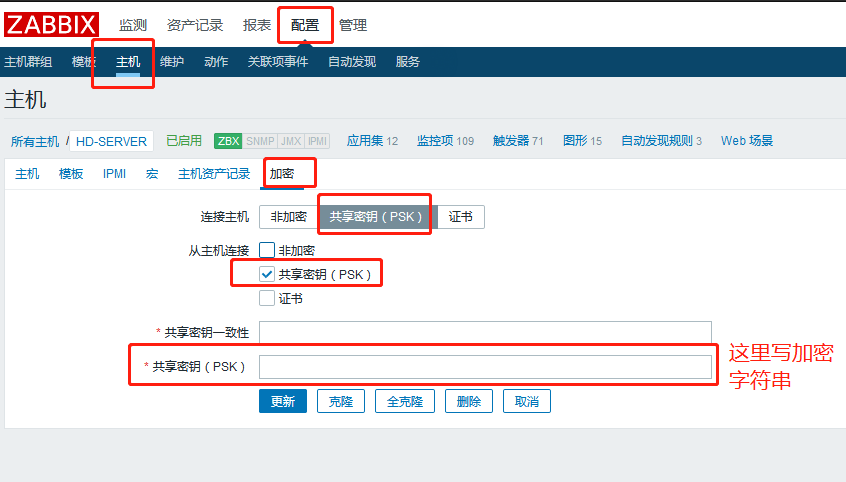 ZABBIX 监测 资产记录 报表 配置 管理
主机群组 模板 主机 维护 动作 关联项事件 自动发现 服务
主机
所有主机 / HD-SERVER 已启用 ZBX SNMP JMX IPMI 应用集 12 监控项 109 触发器 71 图形 15 自动发现规则 3 Web 场景
主机 模板 IPMI 宏 主机资产记录 加密
连接主机 非加密 共享密钥（PSK） 证书
从主机连接 非加密
共享密钥（PSK）
证书
* 共享密钥一致性
* 共享密钥（PSK）
这里写加密
字符串
更新 克隆 全克隆 删除 取消